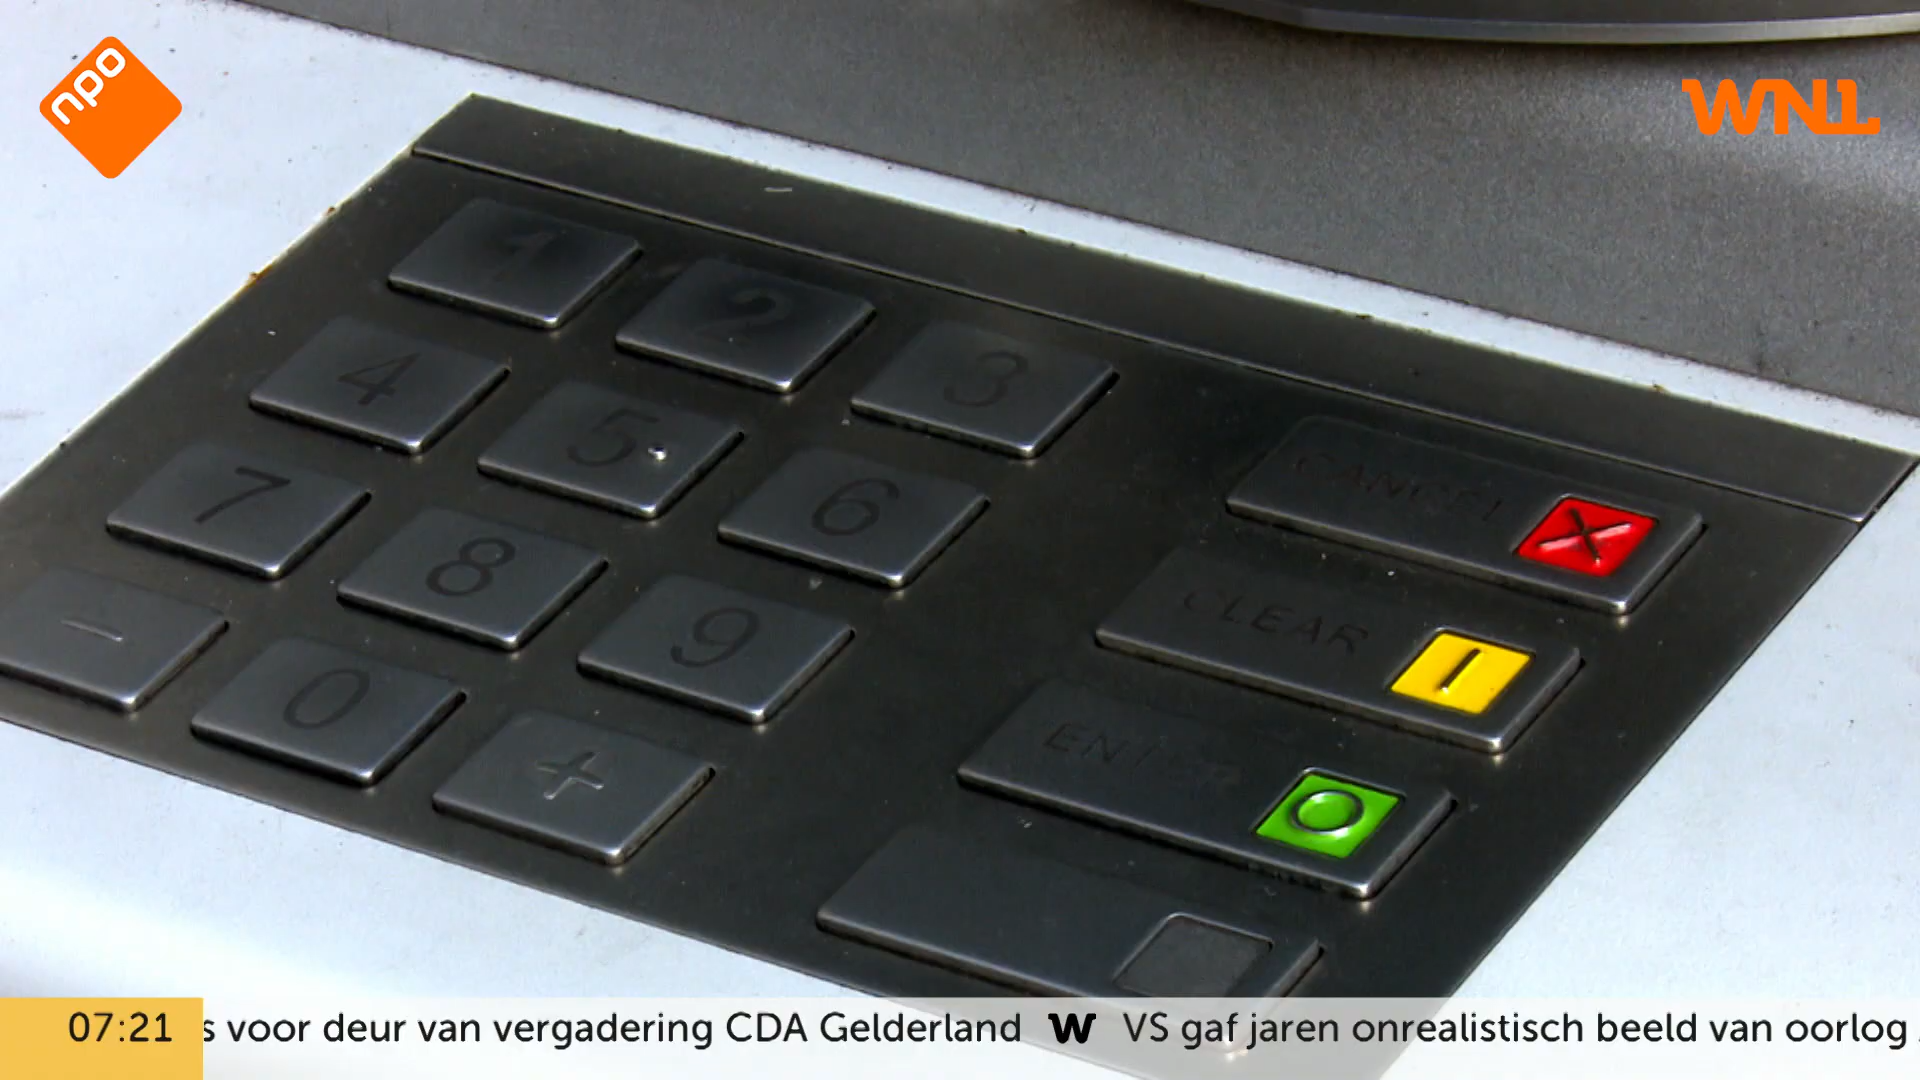 npo
WNL
1
2
3
4
5
6
7
8
9
-
0
+
CANCEL
CLEAR
ENTER
07:21 s voor deur van vergadering CDA Gelderland W VS gaf jaren onrealistisch beeld van oorlog